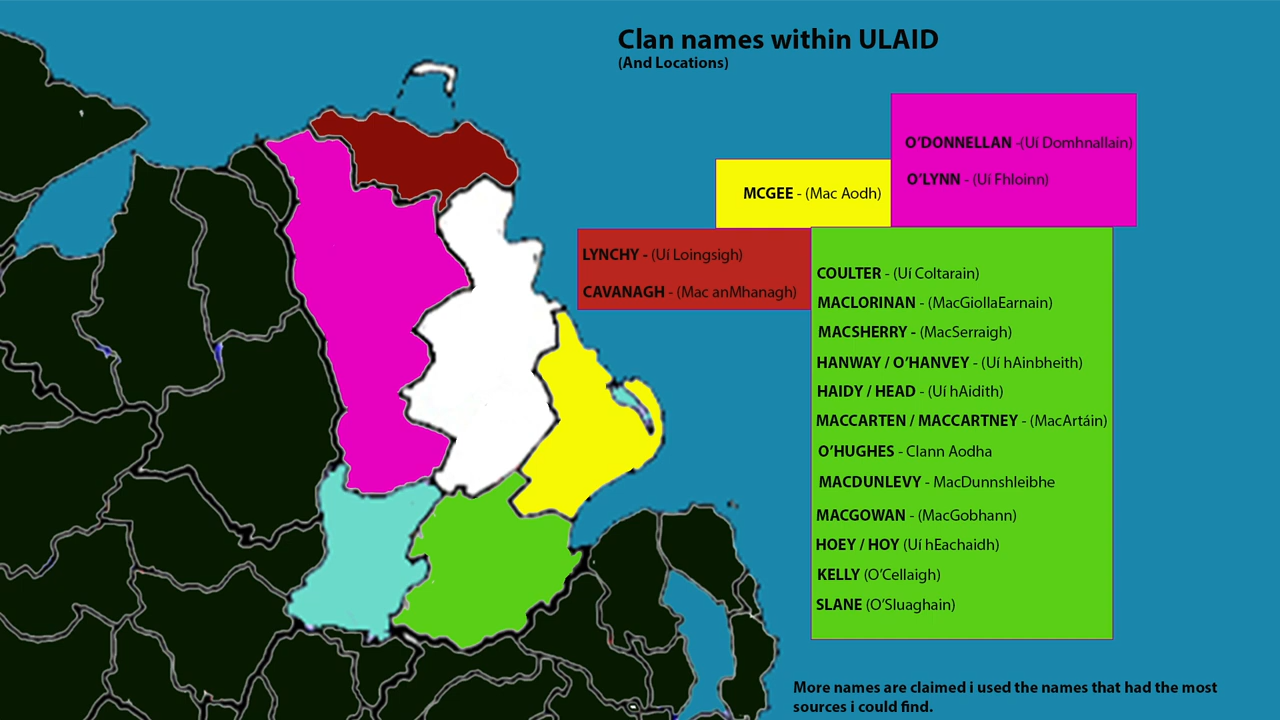 Clan names within ULAID
(And Locations)
O'DONNELLAN -(Uí Domhnallain)
O'LYNN - (Uí Fhloinn)
MCGEE - (Mac Aodh)
LYNCHY - (Uí Loingsigh)
CAVANAGH - (Mac anMhanagh)
COULTER - (Uí Coltarain)
MACLORINAN - (MacGiollaEarnain)
MACSHERRY - (MacSerraigh)
HANWAY / O'HANVEY - (Uí hAinbheith)
HAIDY / HEAD - (Uí hAidith)
MACCARTEN / MACCARTNEY - (MacArtáin)
O'HUGHES - Clann Aodha
MACDUNLEVY - MacDunnshleibhe
MACGOWAN - (MacGobhann)
HOEY / HOY (Uí hEachaidh)
KELLY (O'Cellaigh)
SLANE (O'Sluaghain)
More names are claimed i used the names that had the most
sources i could find.